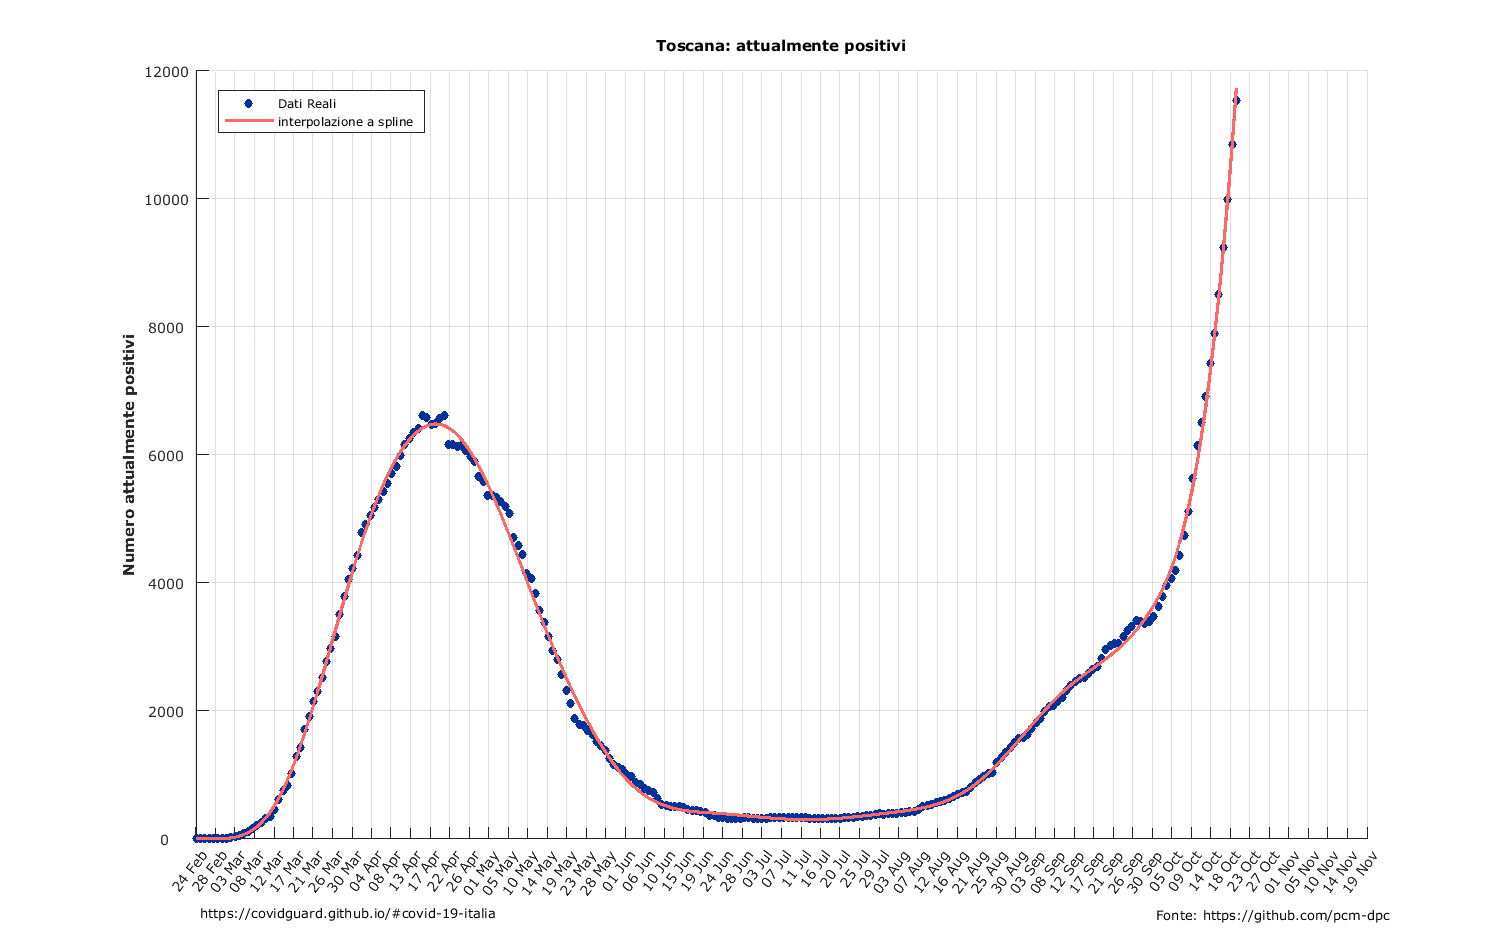 Toscana: attualmente positivi
12000
10000
8000
6000
4000
2000
0
Numero attualmente positivi
Dati Reali
interpolazione a spline
24 Feb
28 Feb
03 Mar
08 Mar
12 Mar
17 Mar
21 Mar
26 Mar
30 Mar
04 Apr
08 Apr
13 Apr
17 Apr
22 Apr
26 Apr
01 May
05 May
10 May
14 May
19 May
23 May
28 May
01 Jun
06 Jun
10 Jun
15 Jun
19 Jun
24 Jun
28 Jun
03 Jul
07 Jul
11 Jul
16 Jul
20 Jul
25 Jul
29 Jul
03 Aug
07 Aug
12 Aug
16 Aug
21 Aug
25 Aug
30 Aug
03 Sep
08 Sep
12 Sep
17 Sep
21 Sep
26 Sep
30 Sep
05 Oct
09 Oct
14 Oct
18 Oct
23 Oct
27 Oct
01 Nov
05 Nov
10 Nov
14 Nov
19 Nov
https://covidguard.github.io/#covid-19-italia
Fonte: https://github.com/pcm-dpc